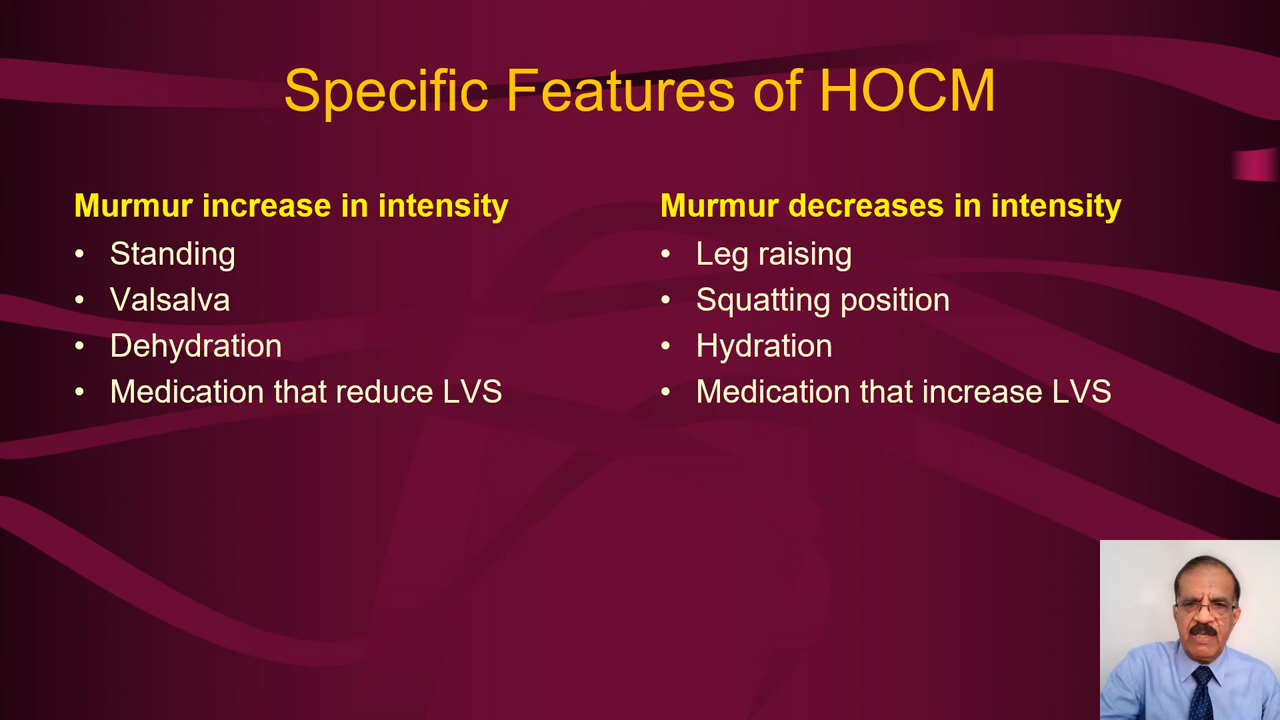 Specific Features of HOCM
Murmur increase in intensity
• Standing
• Valsalva
• Dehydration
• Medication that reduce LVS
Murmur decreases in intensity
• Leg raising
• Squatting position
• Hydration
• Medication that increase LVS